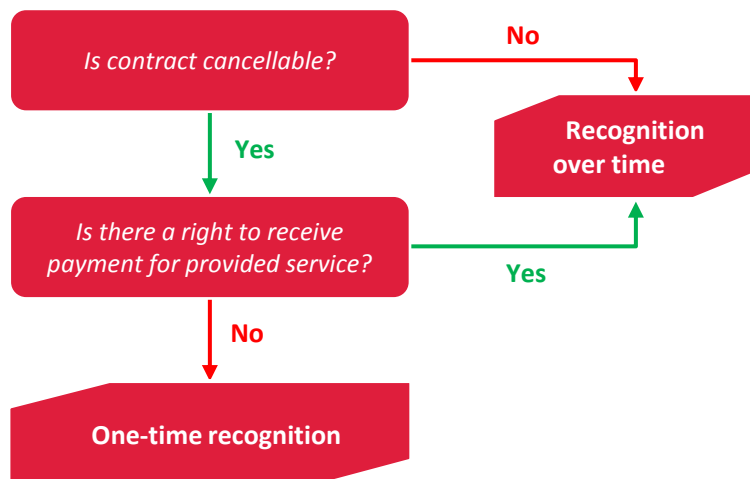 Is contract cancellable?
No
Recognition
over time
Yes
Is there a right to receive
payment for provided service?
Yes
No
One-time recognition